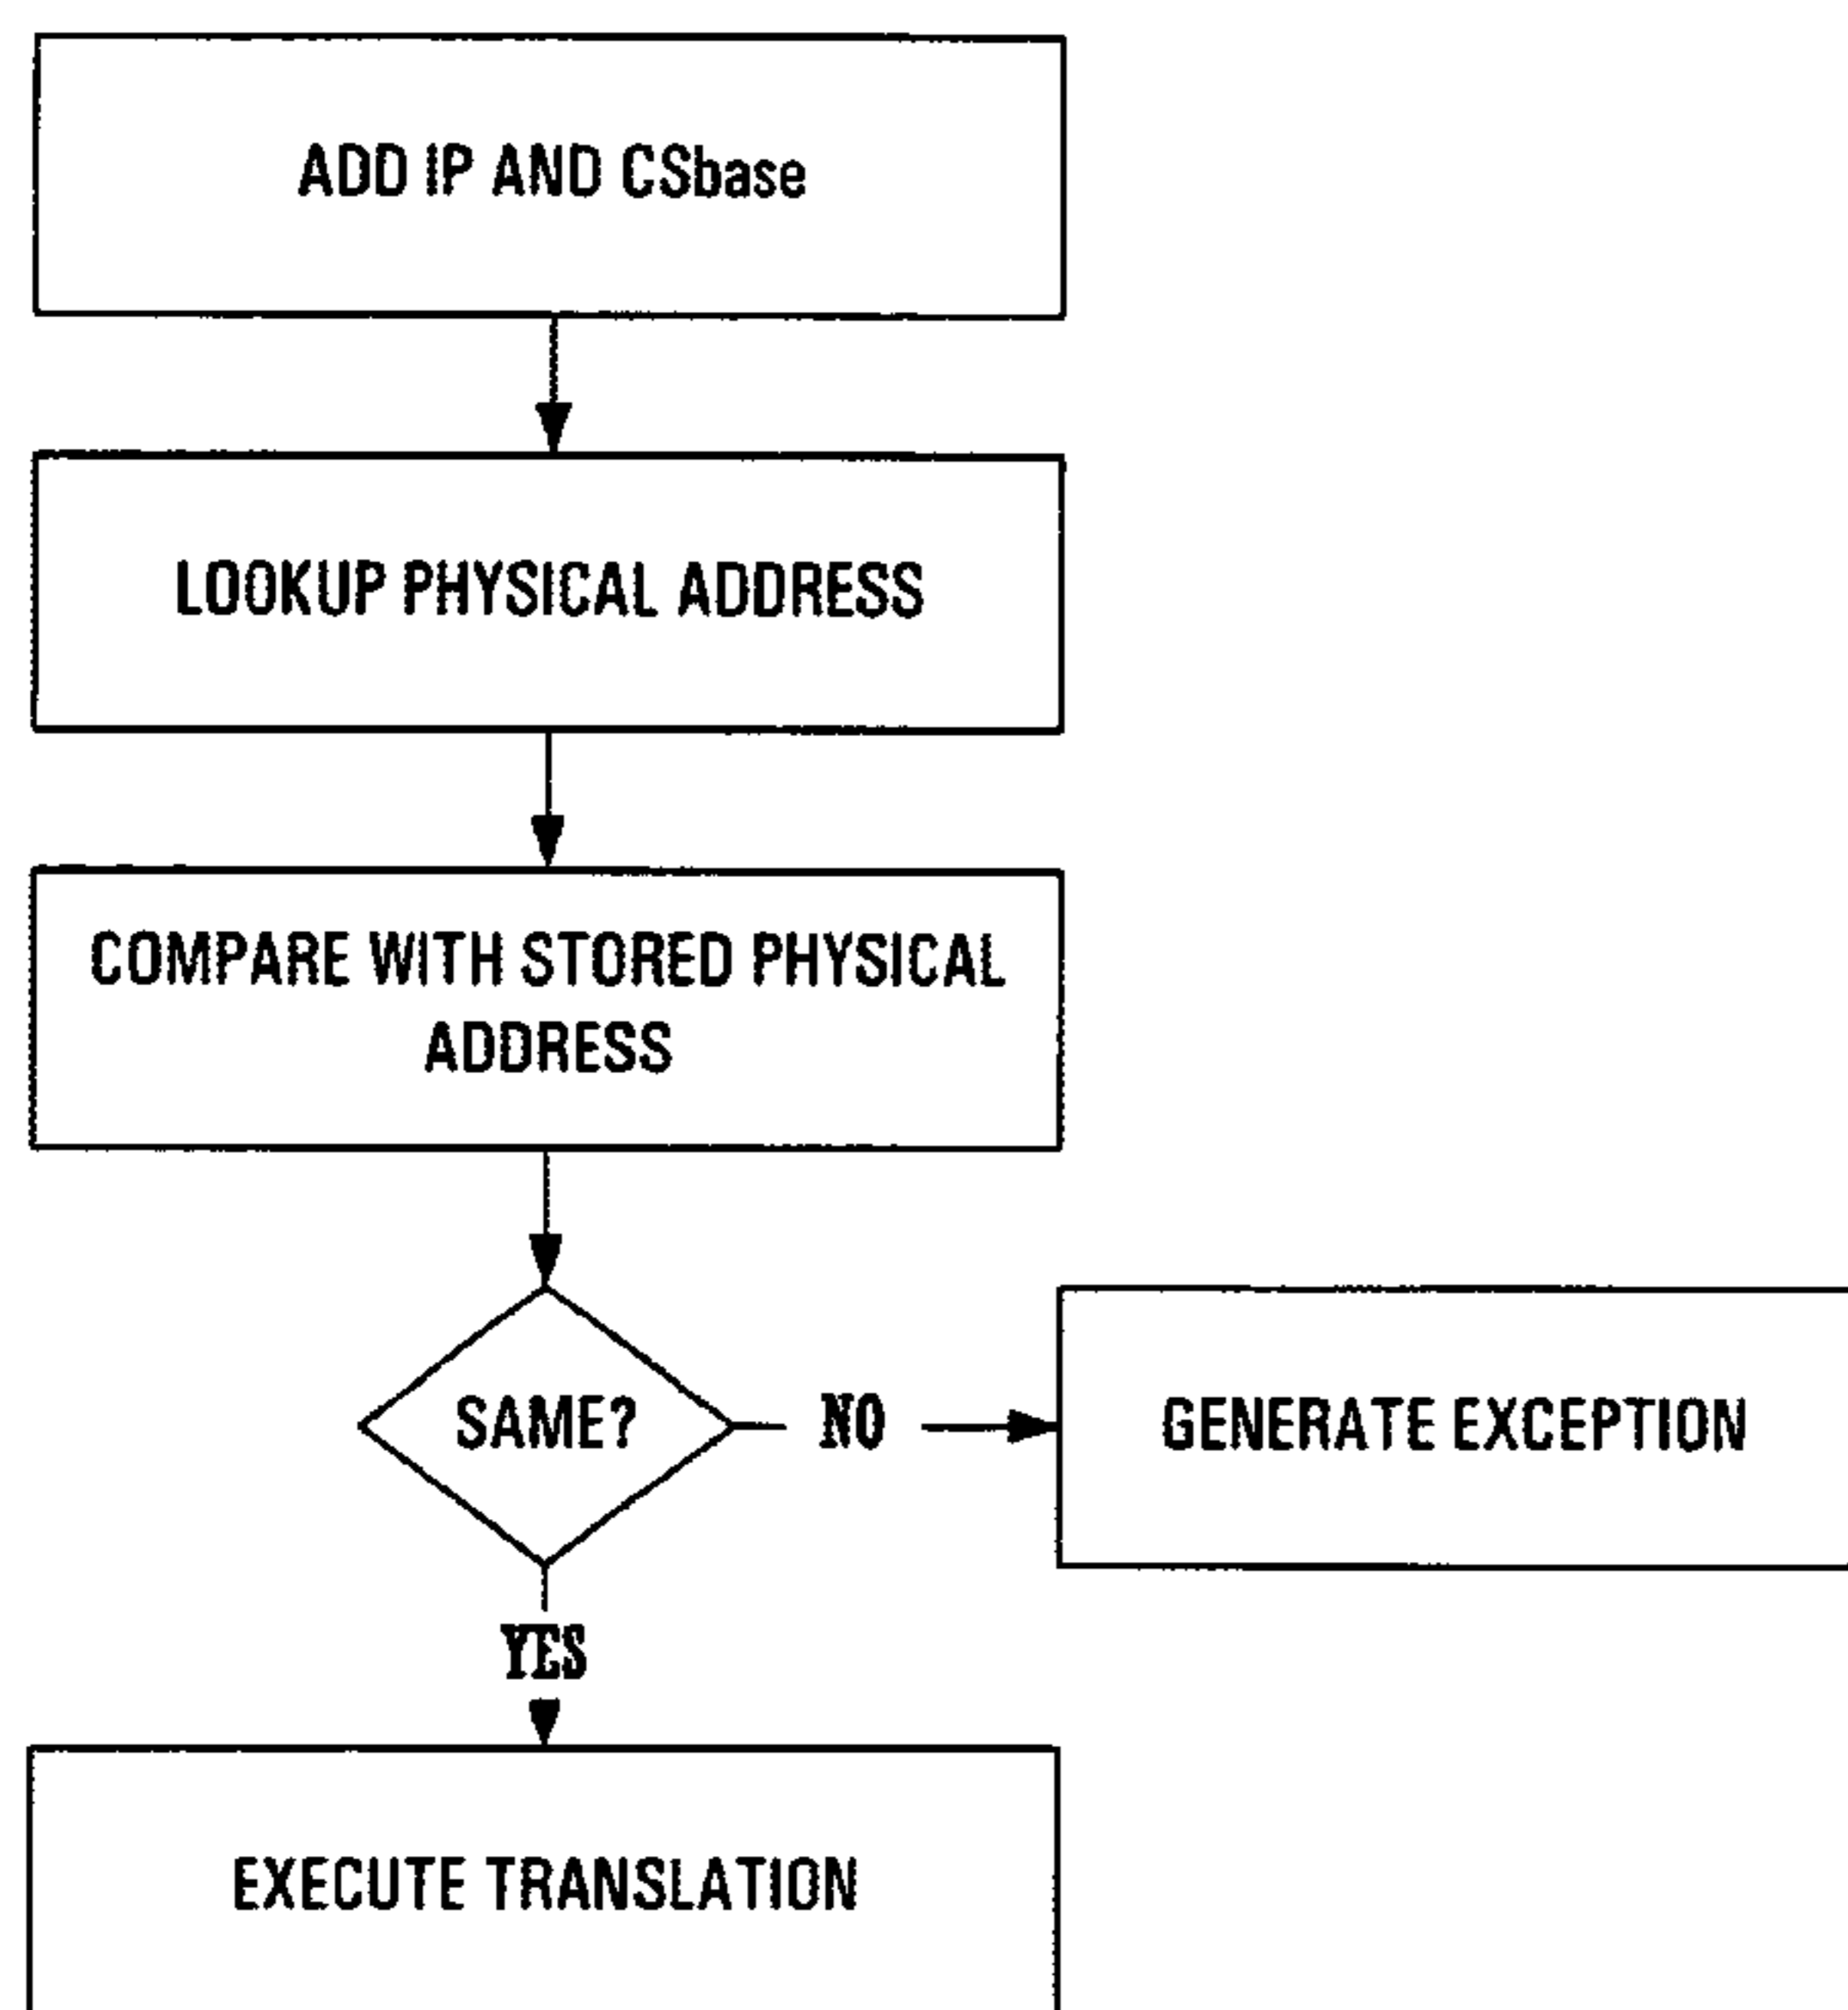 ADD IP AND CSbase
LOOKUP PHYSICAL ADDRESS
COMPARE WITH STORED PHYSICAL
ADDRESS
SAME?
NO
GENERATE EXCEPTION
YES
EXECUTE TRANSLATION